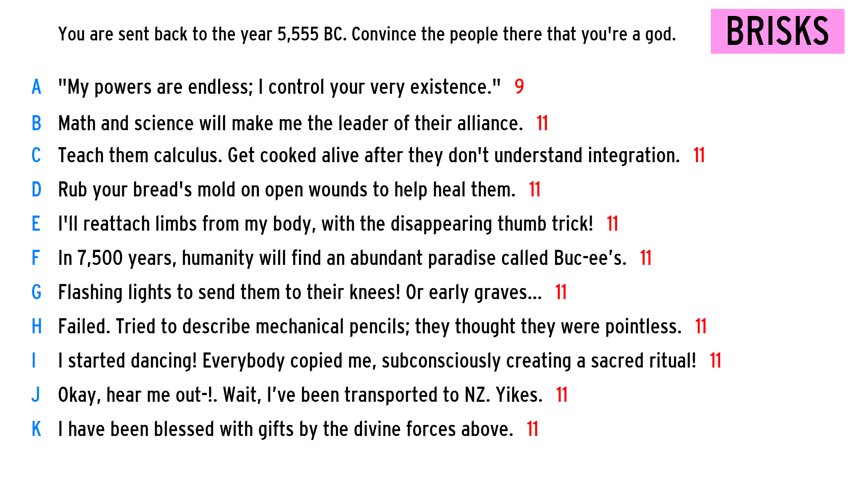 You are sent back to the year 5,555 BC. Convince the people there that you're a god.
BRISKS
A "My powers are endless; I control your very existence." 9
B Math and science will make me the leader of their alliance. 11
C Teach them calculus. Get cooked alive after they don't understand integration. 11
D Rub your bread's mold on open wounds to help heal them. 11
E I'll reattach limbs from my body, with the disappearing thumb trick! 11
F In 7,500 years, humanity will find an abundant paradise called Buc-ee’s. 11
G Flashing lights to send them to their knees! Or early graves... 11
H Failed. Tried to describe mechanical pencils; they thought they were pointless. 11
I I started dancing! Everybody copied me, subconsciously creating a sacred ritual! 11
J Okay, hear me out-!. Wait, I’ve been transported to NZ. Yikes. 11
K I have been blessed with gifts by the divine forces above. 11